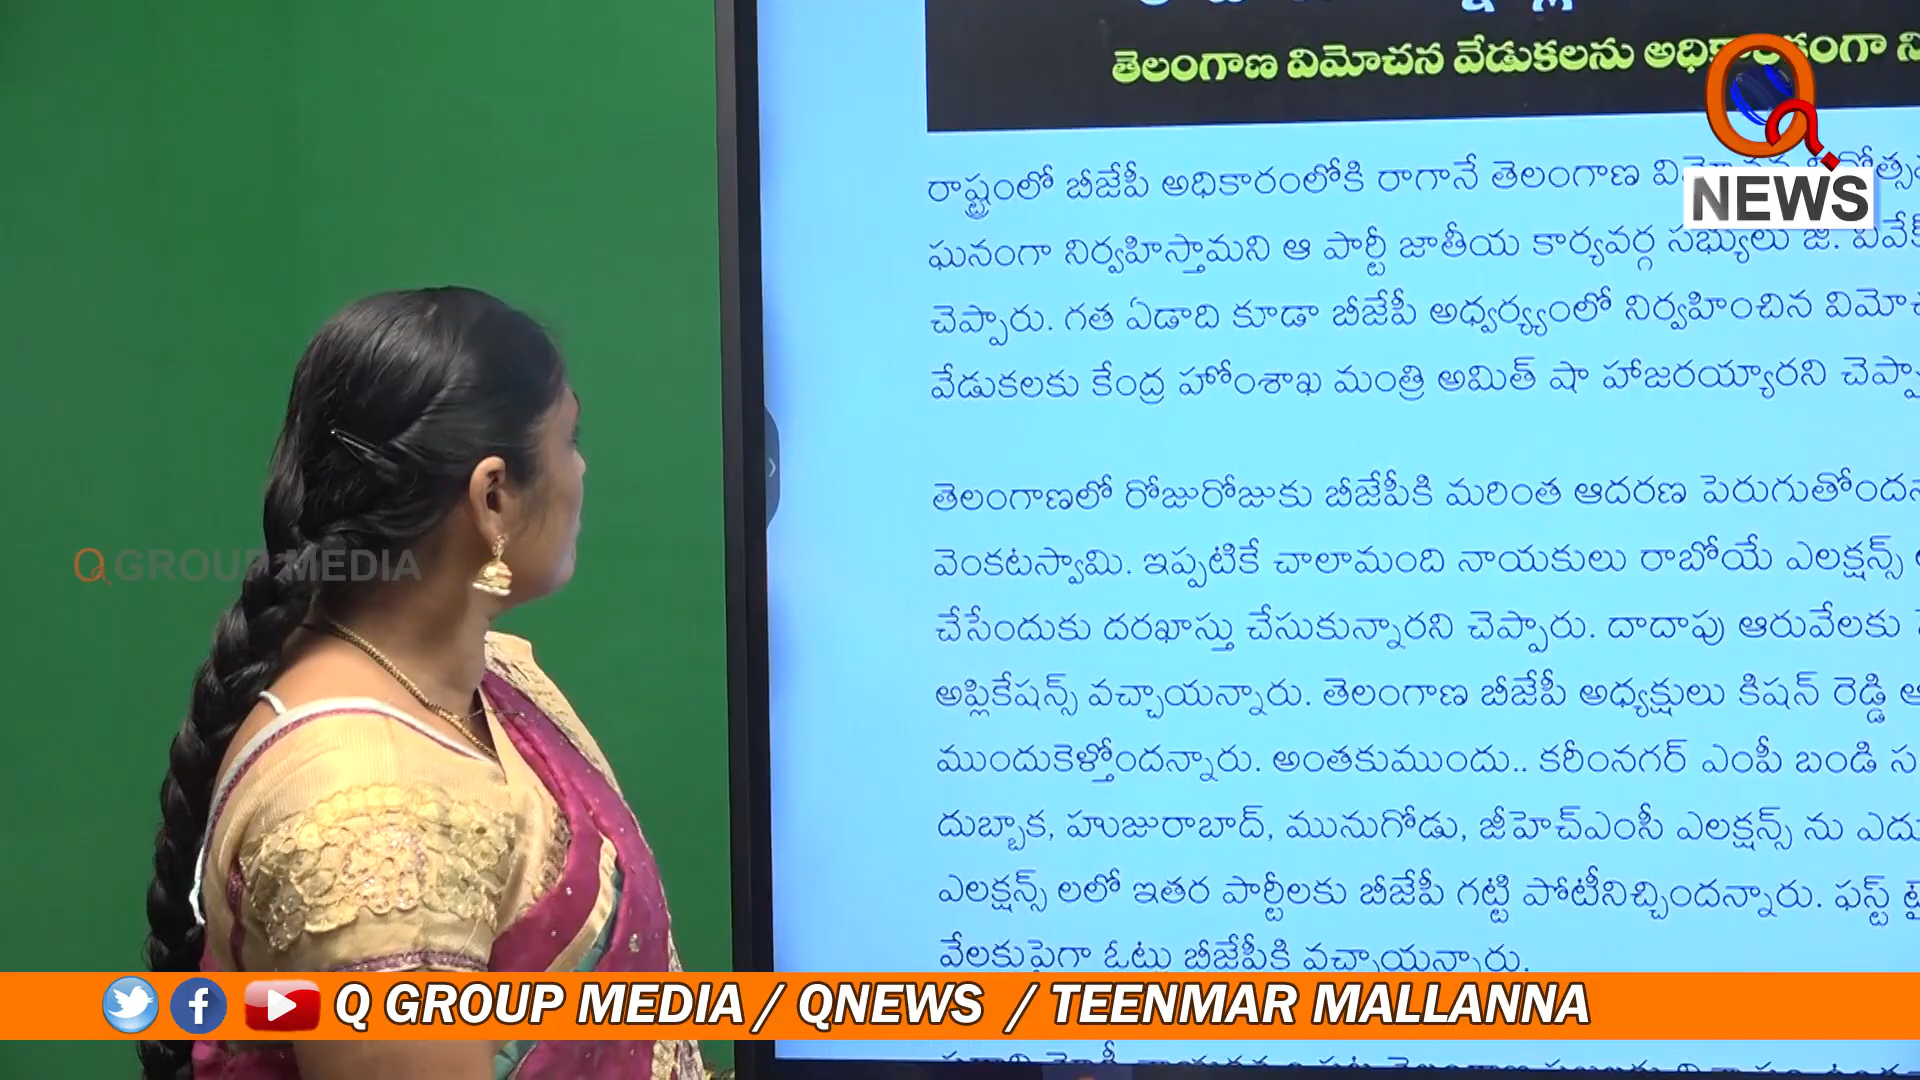 తెలంగాణ విమోచన వేడుకలను
NEWS
రాష్ట్రంలో బీజేపీ అధికారంలోకి రాగానే తెలంగాణ
ఘనంగా నిర్వహిస్తామని ఆ పార్టీ జాతీయ కార్యవర్గ సభ్యులు జి. వివేక్
చెప్పారు. గత ఏడాది కూడా బీజేపీ అధ్వర్య్యంలో నిర్వహించిన
వేడుకలకు కేంద్ర హోంశాఖ మంత్రి అమిత్ షా హాజరయ్యారని
తెలంగాణలో రోజురోజుకు బీజేపీకి మరింత ఆదరణ
వెంకటస్వామి. ఇప్పటికే చాలామంది నాయకులు రాబోయే ఎలక్షన్స్
చేసేందుకు దరఖాస్తు చేసుకున్నారని చెప్పారు. దాదాపు ఆరువేలకు
అప్లికేషన్స్ వచ్చాయన్నారు. తెలంగాణ బీజేపీ అధ్యక్షులు కిషన్ రెడ్డి
ముందుకెళ్తోందన్నారు. అంతకుముందు.. కరీంనగర్ ఎంపీ బండి
దుబ్బాక, హుజురాబాద్, మునుగోడు, జీహెచ్ఎంసీ ఎలక్షన్స్ ను
ఎలక్షన్స్ లలో ఇతర పార్టీలకు బీజేపీ గట్టి పోటీనిచ్చిందన్నారు. ఫస్ట్
వేలకుపైగా ఓట్లు బీజేపీకి వచ్చాయన్నారు.
Q GROUP MEDIA
Q GROUP MEDIA / QNEWS / TEENMAR MALLANNA